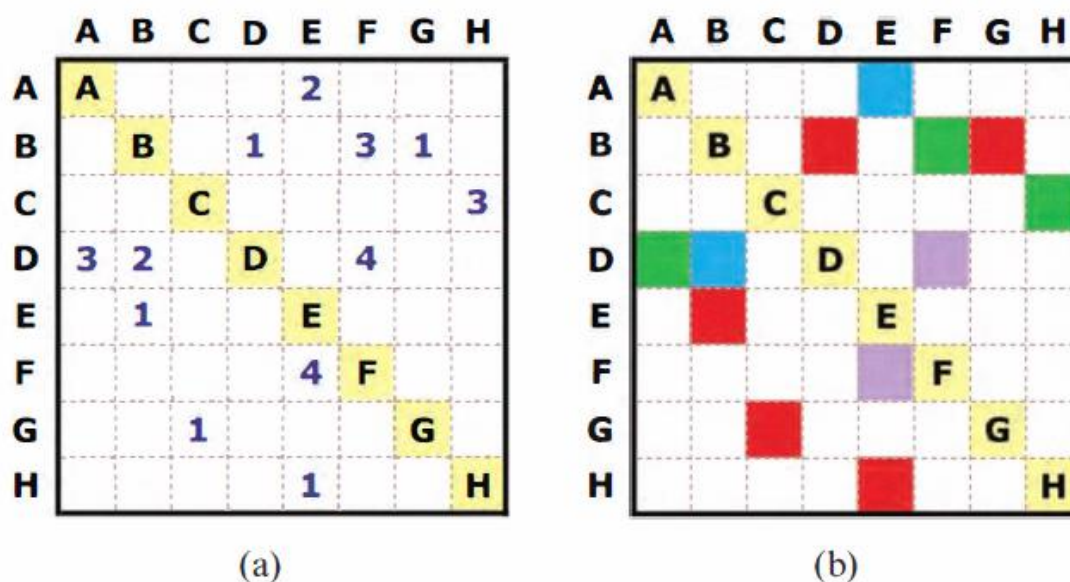 A B C D E F G H
A A 2
B B 1 3 1
C C 3
D 3 2 D 4
E 1 E
F 4 F
G 1 G
H 1 H
(a)
A B C D E F G H
A A
B B
C C
D D
E E
F F
G G
H H
(b)